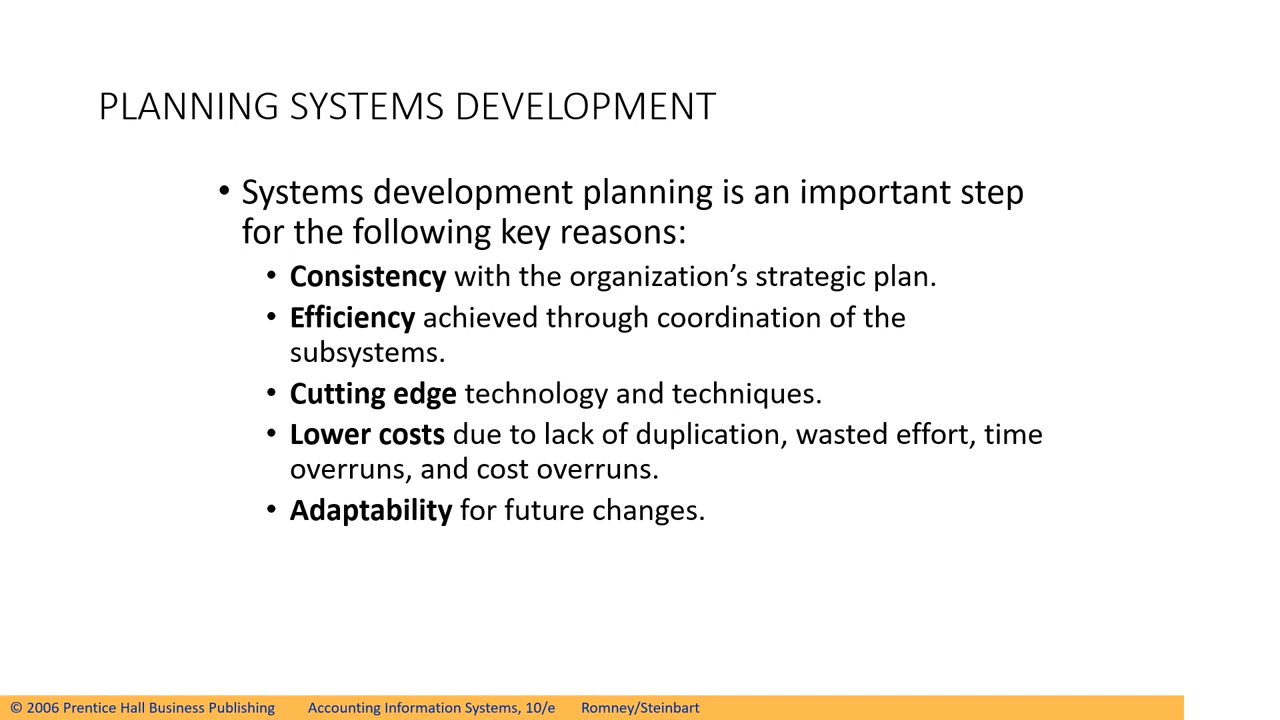 PLANNING SYSTEMS DEVELOPMENT
• Systems development planning is an important step
for the following key reasons:
• Consistency with the organization’s strategic plan.
• Efficiency achieved through coordination of the
subsystems.
• Cutting edge technology and techniques.
• Lower costs due to lack of duplication, wasted effort, time
overruns, and cost overruns.
• Adaptability for future changes.
© 2006 Prentice Hall Business Publishing Accounting Information Systems, 10/e Romney/Steinbart